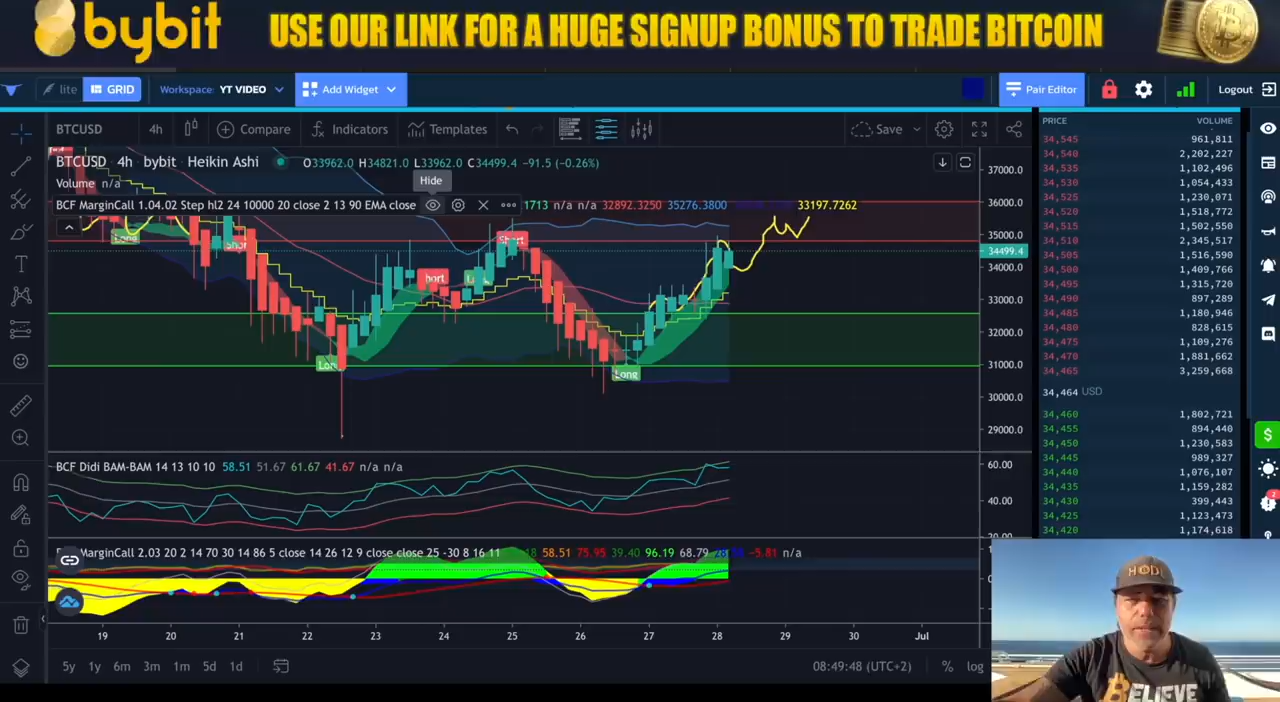 bybit USE OUR LINK FOR A HUGE SIGNUP BONUS TO TRADE BITCOIN
lite GRID Workspace: YT VIDEO Add Widget Pair Editor Logout
BTCUSD 4h Compare Indicators Templates Save
BTCUSD 4h bybit Heikin Ashi O33962.0 H34821.0 L33962.0 C34499.4 -91.5 (-0.26%)
Volume n/a
Hide
BCF MarginCall 1.04.02 Step hl2 24 10000 20 close 2 13 90 EMA close 1713 n/a n/a 32892.3250 35276.3800 33197.7262
Long
Short
Short
Long
Long
37000.0
36000.0
35000.0
34499.4
34000.0
33000.0
32000.0
31000.0
30000.0
29000.0
BCF Didi BAM-BAM 14 13 10 10 58.51 51.67 61.67 41.67 n/a n/a
60.00
40.00
MarginCall 2.03 20 2 14 70 30 14 86 5 close 14 26 12 9 close close 25 -30 8 16 11 58.51 75.95 39.40 96.19 68.79 -5.81 n/a
19 20 21 22 23 24 25 26 27 28 29 30 Jul
5y 1y 6m 3m 1m 5d 1d 08:49:48 (UTC+2) % log
PRICE VOLUME
34,545 961,811
34,540 2,202,227
34,535 1,102,496
34,530 1,054,433
34,525 1,230,071
34,520 1,518,772
34,515 1,502,550
34,510 2,345,517
34,505 1,516,590
34,500 1,409,766
34,495 1,315,720
34,490 897,289
34,485 1,180,946
34,480 828,615
34,475 1,109,276
34,470 1,881,662
34,465 3,259,668
34,464 USD
34,460 1,802,721
34,455 894,440
34,450 1,230,583
34,445 989,327
34,440 1,076,107
34,435 1,159,282
34,430 399,443
34,425 1,123,473
34,420 1,174,618
BELIEVE